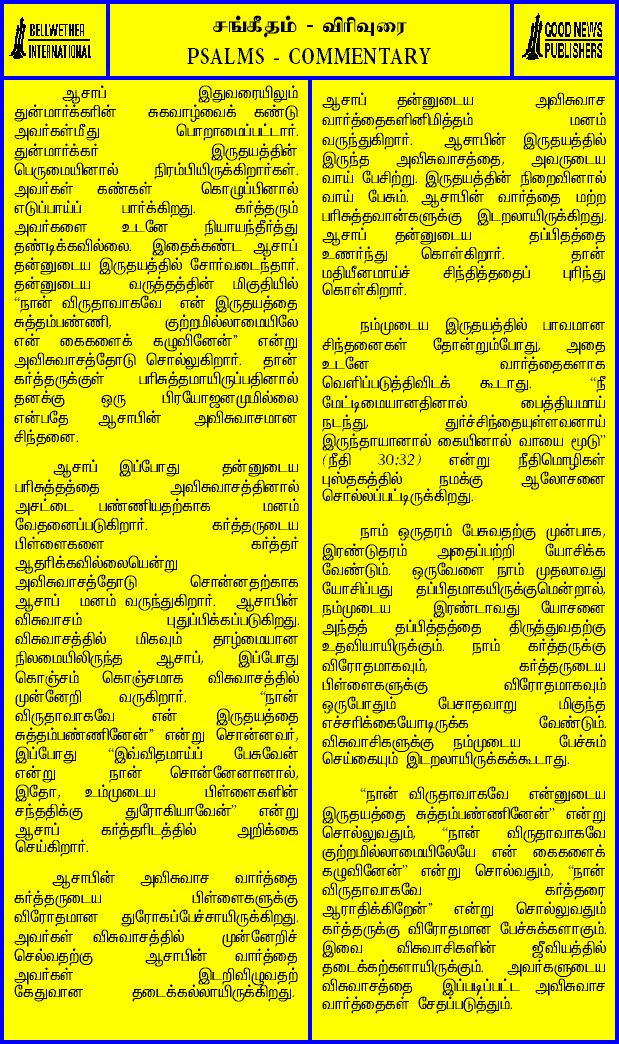 BELLWETHER
INTERNATIONAL
சங்கீதம் - விரிவுரை
PSALMS - COMMENTARY
GOOD NEWS
PUBLISHERS
ஆசாப் இதுவரையிலும்
துன்மார்க்கரின் சுகவாழ்வைக் கண்டு
அவர்கள்மீது பொறாமைப்பட்டார்.
துன்மார்க்கர் இருதயத்தின்
பெருமையினால் நிரம்பியிருக்கிறார்கள்.
அவர்கள் கண்கள் கொழுப்பினால்
எடுப்பாய்ப் பார்க்கிறது. கர்த்தரும்
அவர்களை உடனே நியாயந்தீர்த்து
தண்டிக்கவில்லை. இதைக்கண்ட ஆசாப்
தன்னுடைய இருதயத்தில் சோர்வடைந்தார்.
தன்னுடைய வருத்தத்தின் மிகுதியில்
“நான் விருதாவாகவே என் இருதயத்தை
சுத்தம்பண்ணி, குற்றமில்லாமையிலே
என் கைகளைக் கழுவினேன்” என்று
அவிசுவாசத்தோடு சொல்லுகிறார். தான்
கர்த்தருக்குள் பரிசுத்தமாயிருப்பதினால்
தனக்கு ஒரு பிரயோஜனமுமில்லை
என்பதே ஆசாபின் அவிசுவாசமான
சிந்தனை.
ஆசாப் இப்போது தன்னுடைய
பரிசுத்தத்தை அவிசுவாசத்தினால்
அசட்டை பண்ணியதற்காக மனம்
வேதனைப்படுகிறார். கர்த்தருடைய
பிள்ளைகளை கர்த்தர்
ஆதரிக்கவில்லையென்று
அவிசுவாசத்தோடு சொன்னதற்காக
ஆசாப் மனம் வருந்துகிறார். ஆசாபின்
விசுவாசம் புதுப்பிக்கப்படுகிறது.
விசுவாசத்தில் மிகவும் தாழ்மையான
நிலைமையிலிருந்த ஆசாப், இப்போது
கொஞ்சம் கொஞ்சமாக விசுவாசத்தில்
முன்னேறி வருகிறார். “நான்
விருதாவாகவே என் இருதயத்தை
சுத்தம்பண்ணினேன்” என்று சொன்னவர்,
இப்போது “இவ்விதமாய்ப் பேசுவேன்
என்று நான் சொன்னேனானால்,
இதோ, உம்முடைய பிள்ளைகளின்
சந்ததிக்கு துரோகியாவேன்” என்று
ஆசாப் கர்த்தரிடத்தில் அறிக்கை
செய்கிறார்.
ஆசாபின் அவிசுவாச வார்த்தை
கர்த்தருடைய பிள்ளைகளுக்கு
விரோதமான துரோகப்பேச்சாயிருக்கிறது.
அவர்கள் விசுவாசத்தில் முன்னேறிச்
செல்வதற்கு ஆசாபின் வார்த்தை
அவர்கள் இடறிவிழுவதற்
கேதுவான தடைக்கல்லாயிருக்கிறது.
ஆசாப் தன்னுடைய அவிசுவாச
வார்த்தைகளினிமித்தம் மனம்
வருந்துகிறார். ஆசாபின் இருதயத்தில்
இருந்த அவிசுவாசத்தை, அவருடைய
வாய் பேசிற்று. இருதயத்தின் நிறைவினால்
வாய் பேசும். ஆசாபின் வார்த்தை மற்ற
பரிசுத்தவான்களுக்கு இடறலாயிருக்கிறது.
ஆசாப் தன்னுடைய தப்பிதத்தை
உணர்ந்து கொள்கிறார். தான்
மதியீனமாய்ச் சிந்தித்ததைப் புரிந்து
கொள்கிறார்.
நம்முடைய இருதயத்தில் பாவமான
சிந்தனைகள் தோன்றும்போது, அதை
உடனே வார்த்தைகளாக
வெளிப்படுத்திவிடக் கூடாது. “நீ
மேட்டிமையானதினால் பைத்தியமாய்
நடந்து, துர்ச்சிந்தையுள்ளவனாய்
இருந்தாயானால் கையினால் வாயை மூடு”
(நீதி 30:32) என்று நீதிமொழிகள்
புஸ்தகத்தில் நமக்கு ஆலோசனை
சொல்லப்பட்டிருக்கிறது.
நாம் ஒருதரம் பேசுவதற்கு முன்பாக,
இரண்டுதரம் அதைப்பற்றி யோசிக்க
வேண்டும். ஒருவேளை நாம் முதலாவது
யோசிப்பது தப்பிதமாகயிருக்குமென்றால்,
நம்முடைய இரண்டாவது யோசனை
அந்தத் தப்பித்தத்தை திருத்துவதற்கு
உதவியாயிருக்கும். நாம் கர்த்தருக்கு
விரோதமாகவும், கர்த்தருடைய
பிள்ளைகளுக்கு விரோதமாகவும்
ஒருபோதும் பேசாதவாறு மிகுந்த
எச்சரிக்கையோடிருக்க வேண்டும்.
விசுவாசிகளுக்கு நம்முடைய பேச்சும்
செய்கையும் இடறலாயிருக்கக்கூடாது.
“நான் விருதாவாகவே என்னுடைய
இருதயத்தை சுத்தம்பண்ணினேன்” என்று
சொல்லுவதும், “நான் விருதாவாகவே
குற்றமில்லாமையிலேயே என் கைகளைக்
கழுவினேன்” என்று சொல்வதும், “நான்
விருதாவாகவே கர்த்தரை
ஆராதிக்கிறேன்” என்று சொல்லுவதும்
கர்த்தருக்கு விரோதமான பேச்சுக்களாகும்.
இவை விசுவாசிகளின் ஜீவியத்தில்
தடைக்கற்களாயிருக்கும். அவர்களுடைய
விசுவாசத்தை இப்படிப்பட்ட அவிசுவாச
வார்த்தைகள் சேதப்படுத்தும்.